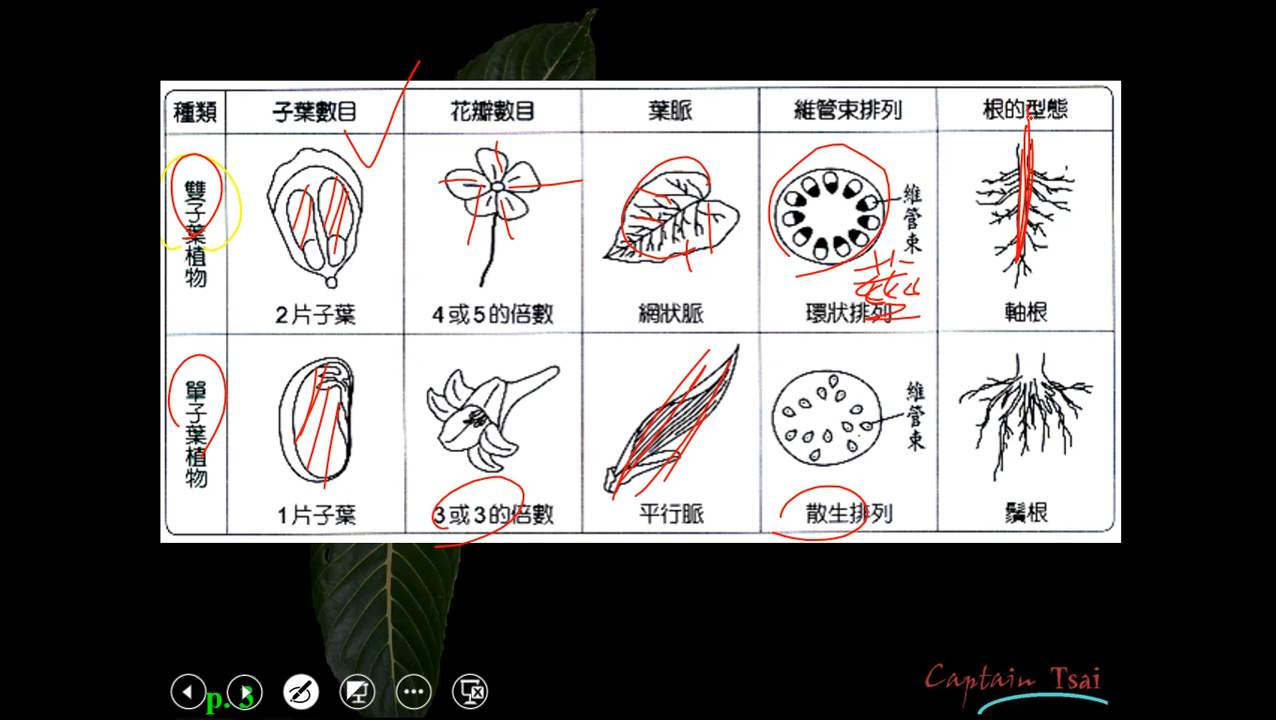 種類 子葉數目 花瓣數目 葉脈 維管束排列 根的型態
雙子葉植物
維管束
2片子葉 4或5的倍數 網狀脈 環狀排列 軸根
單子葉植物
維管束
1片子葉 3或3的倍數 平行脈 散生排列 鬚根
p. 3
Captain Tsai